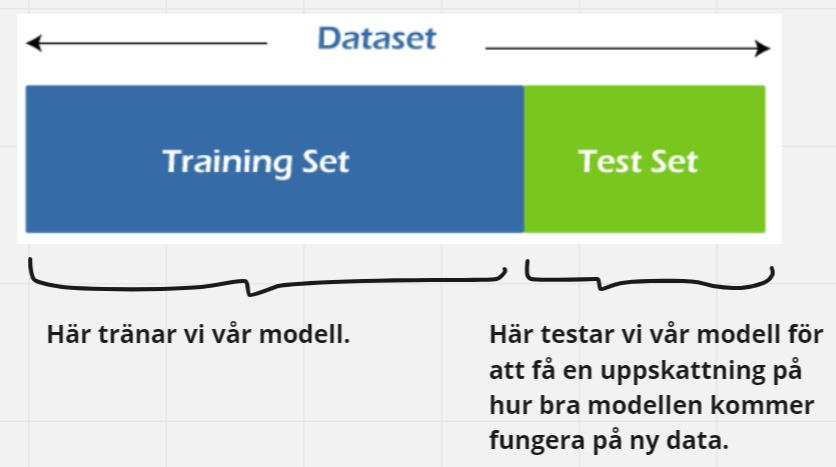 Dataset
Training Set
Test Set
Här tränar vi vår modell.
Här testar vi vår modell för
att få en uppskattning på
hur bra modellen kommer
fungera på ny data.